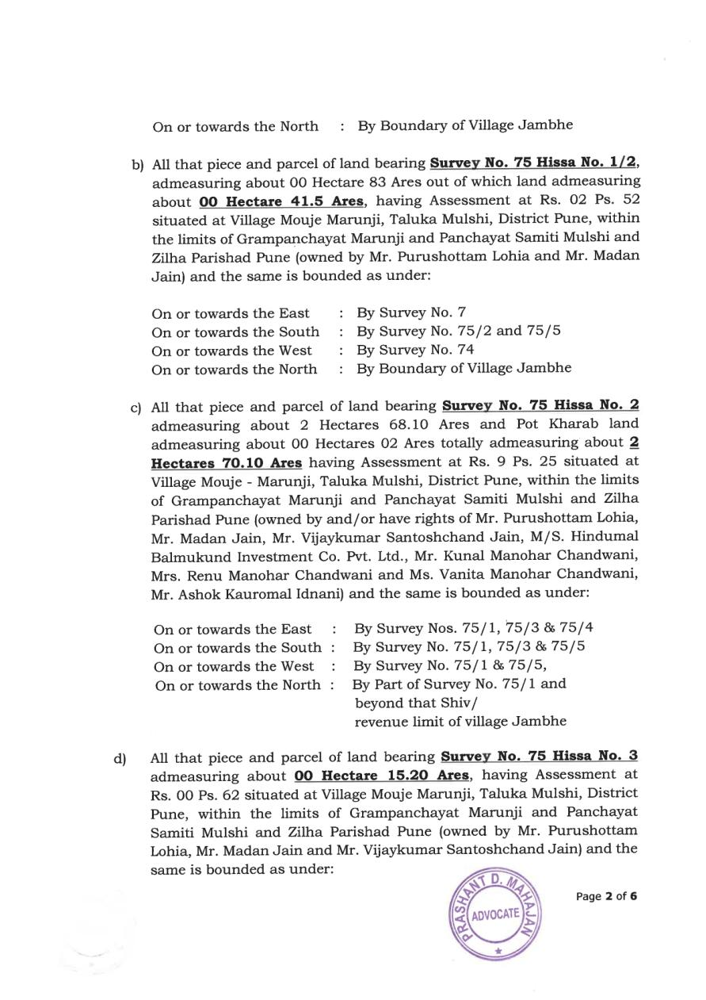 On or towards the North : By Boundary of Village Jambhe
b) All that piece and parcel of land bearing Survey No. 75 Hissa No. 1/2,
admeasuring about 00 Hectare 83 Ares out of which land admeasuring
about 00 Hectare 41.5 Ares, having Assessment at Rs. 02 Ps. 52
situated at Village Mouje Marunji, Taluka Mulshi, District Pune, within
the limits of Grampanchayat Marunji and Panchayat Samiti Mulshi and
Zilha Parishad Pune (owned by Mr. Purushottam Lohia and Mr. Madan
Jain) and the same is bounded as under:
On or towards the East : By Survey No. 7
On or towards the South : By Survey No. 75/2 and 75/5
On or towards the West : By Survey No. 74
On or towards the North : By Boundary of Village Jambhe
c) All that piece and parcel of land bearing Survey No. 75 Hissa No. 2
admeasuring about 2 Hectares 68.10 Ares and Pot Kharab land
admeasuring about 00 Hectares 02 Ares totally admeasuring about 2
Hectares 70.10 Ares having Assessment at Rs. 9 Ps. 25 situated at
Village Mouje - Marunji, Taluka Mulshi, District Pune, within the limits
of Grampanchayat Marunji and Panchayat Samiti Mulshi and Zilha
Parishad Pune (owned by and/or have rights of Mr. Purushottam Lohia,
Mr. Madan Jain, Mr. Vijaykumar Santoshchand Jain, M/S. Hindumal
Balmukund Investment Co. Pvt. Ltd., Mr. Kunal Manohar Chandwani,
Mrs. Renu Manohar Chandwani and Ms. Vanita Manohar Chandwani,
Mr. Ashok Kauromal Idnani) and the same is bounded as under:
On or towards the East : By Survey Nos. 75/1, 75/3 & 75/4
On or towards the South : By Survey No. 75/1, 75/3 & 75/5
On or towards the West : By Survey No. 75/1 & 75/5,
On or towards the North : By Part of Survey No. 75/1 and
beyond that Shiv/
revenue limit of village Jambhe
d) All that piece and parcel of land bearing Survey No. 75 Hissa No. 3
admeasuring about 00 Hectare 15.20 Ares, having Assessment at
Rs. 00 Ps. 62 situated at Village Mouje Marunji, Taluka Mulshi, District
Pune, within the limits of Grampanchayat Marunji and Panchayat
Samiti Mulshi and Zilha Parishad Pune (owned by Mr. Purushottam
Lohia, Mr. Madan Jain and Mr. Vijaykumar Santoshchand Jain) and the
same is bounded as under:
PRASHANT D. MAHAJAN
ADVOCATE
Page 2 of 6